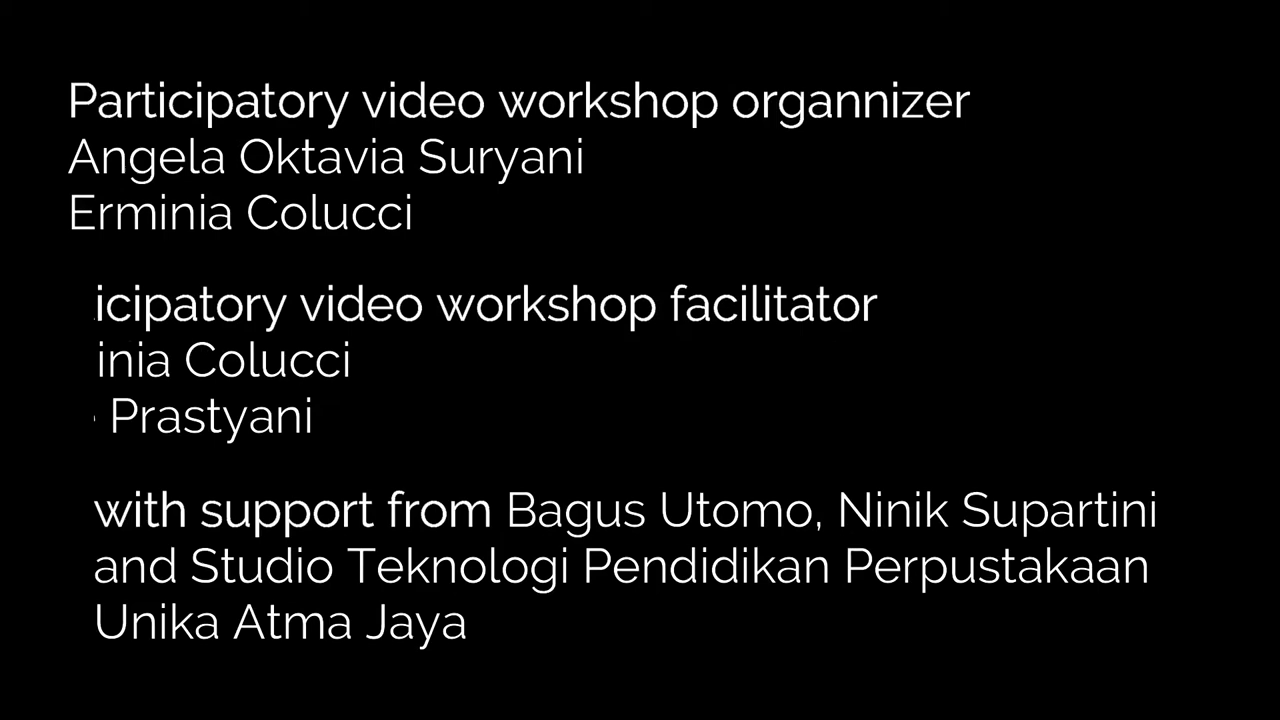 Participatory video workshop organnizer
Angela Oktavia Suryani
Erminia Colucci
icipatory video workshop facilitator
inia Colucci
Prastyani
with support from Bagus Utomo, Ninik Supartini
and Studio Teknologi Pendidikan Perpustakaan
Unika Atma Jaya